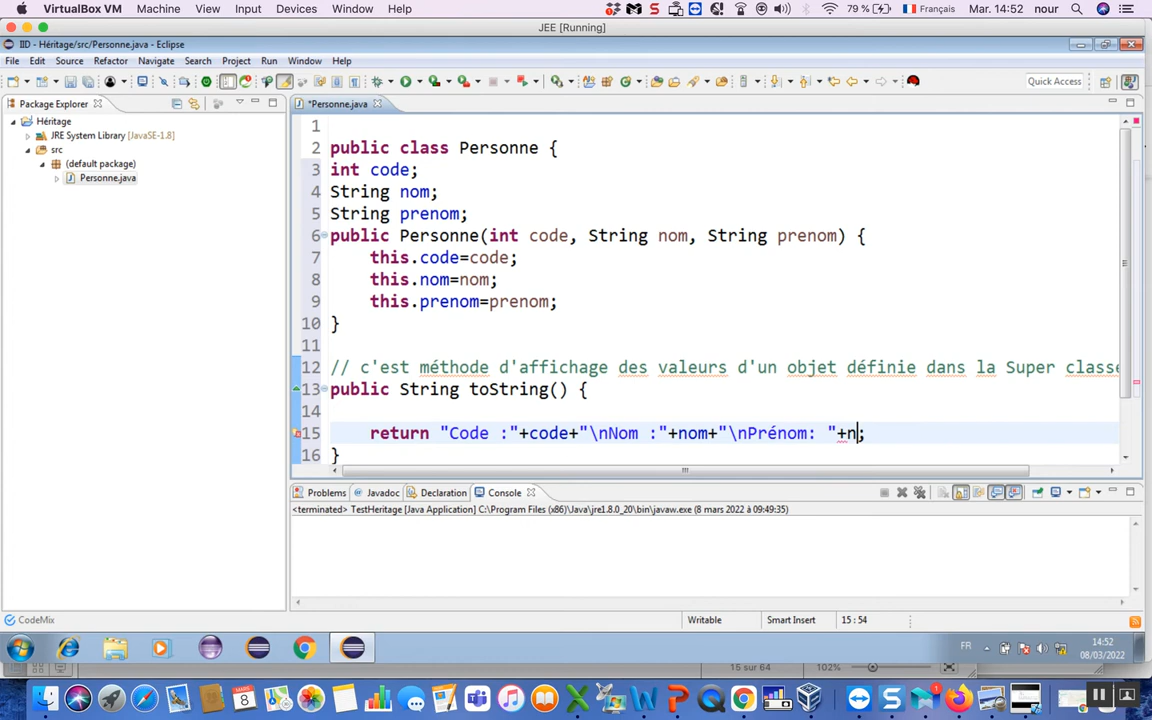 VirtualBox VM Machine View Input Devices Window Help 79 % Français Mar. 14:52 nour
JEE [Running]
IID - Héritage/src/Personne.java - Eclipse
File Edit Source Refactor Navigate Search Project Run Window Help
Quick Access
Package Explorer
*Personne.java
Héritage
JRE System Library [JavaSE-1.8]
src
(default package)
Personne.java
1
2 public class Personne {
3 int code;
4 String nom;
5 String prenom;
6 public Personne(int code, String nom, String prenom) {
7 this.code=code;
8 this.nom=nom;
9 this.prenom=prenom;
10 }
11
12 // c'est méthode d'affichage des valeurs d'un objet définie dans la Super classe
13 public String toString() {
14
15 return "Code :"+code+"\nNom :"+nom+"\nPrénom: "+n;
16 }
Problems Javadoc Declaration Console
<terminated> TestHeritage [Java Application] C:\Program Files (x86)\Java\jre1.8.0_20\bin\javaw.exe (8 mars 2022 à 09:49:35)
CodeMix
Writable Smart Insert 15 : 54
FR 14:52
08/03/2022
15 sur 64 102%
MARS
8